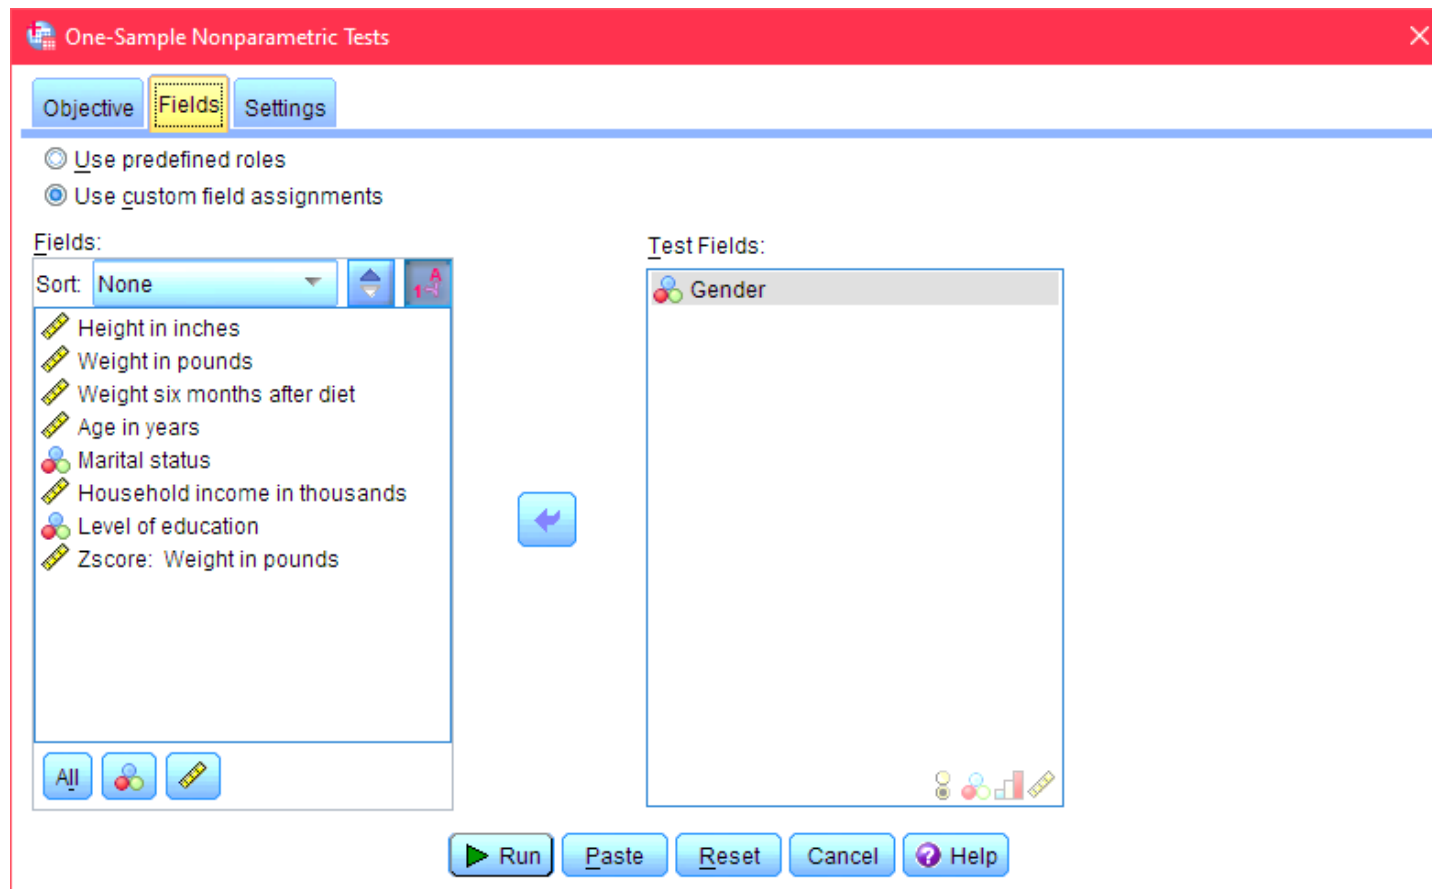 One-Sample Nonparametric Tests
Objective Fields Settings
Use predefined roles
Use custom field assignments
Fields:
Sort: None
Height in inches
Weight in pounds
Weight six months after diet
Age in years
Marital status
Household income in thousands
Level of education
Zscore: Weight in pounds
All
Test Fields:
Gender
Run Paste Reset Cancel Help